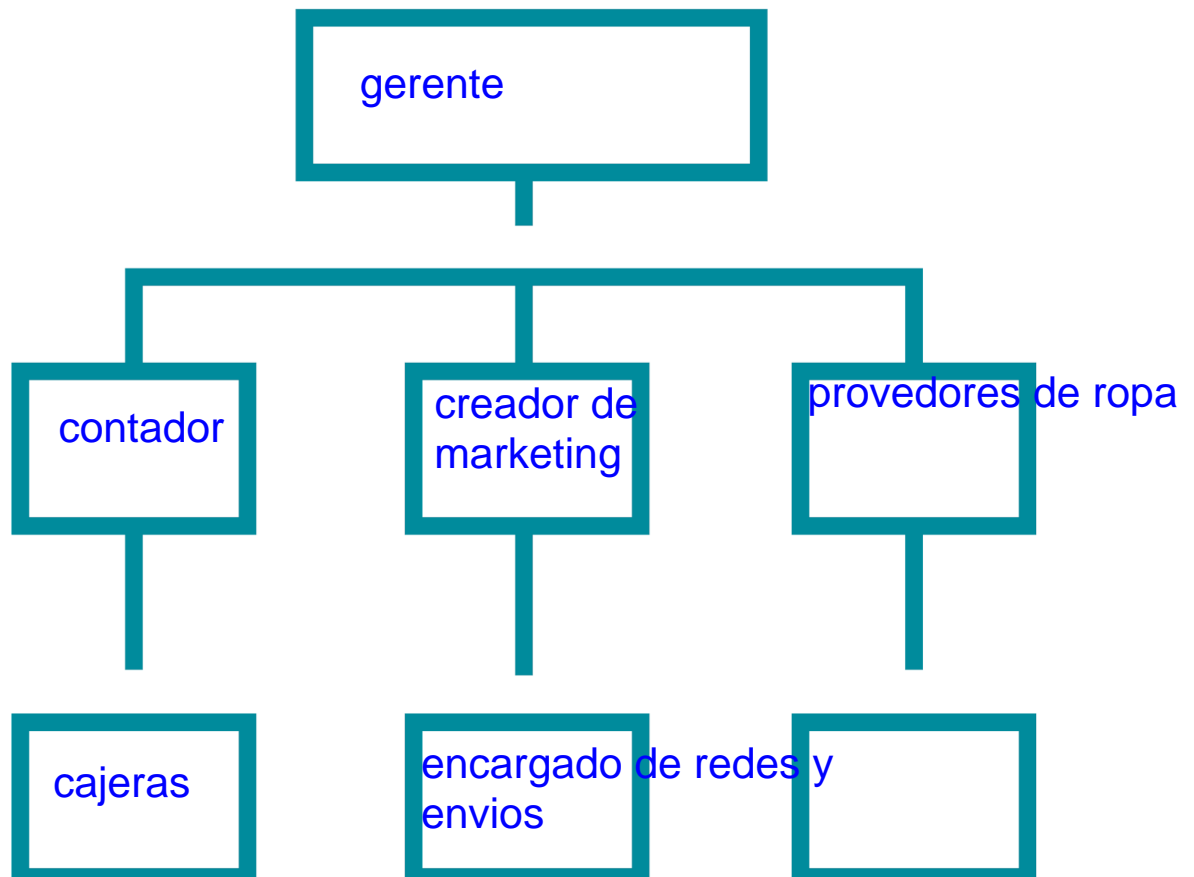 gerente
contador
creador de
marketing
provedores de ropa
cajeras
encargado de redes y
envios